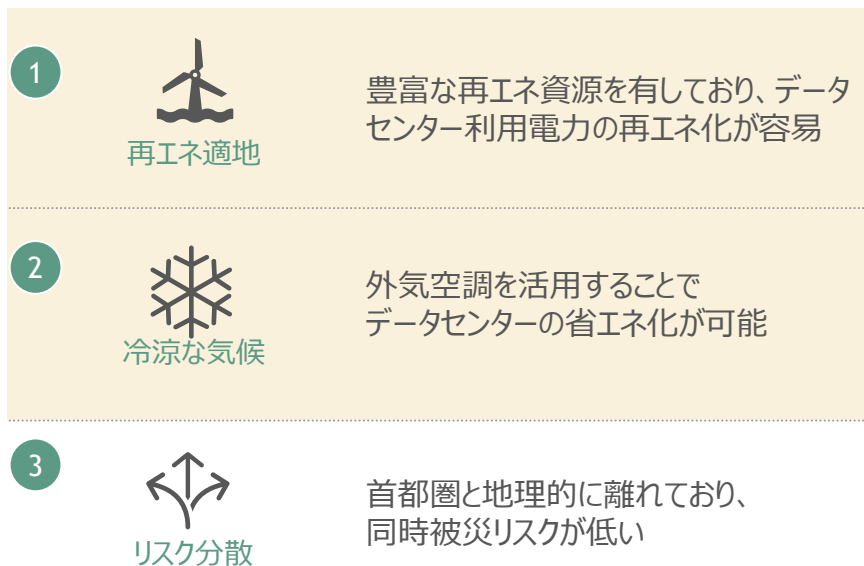 1
再エネ適地
豊富な再エネ資源を有しており、データ
センター利用電力の再エネ化が容易
2
冷涼な気候
外気空調を活用することで
データセンターの省エネ化が可能
3
リスク分散
首都圏と地理的に離れており、
同時被災リスクが低い